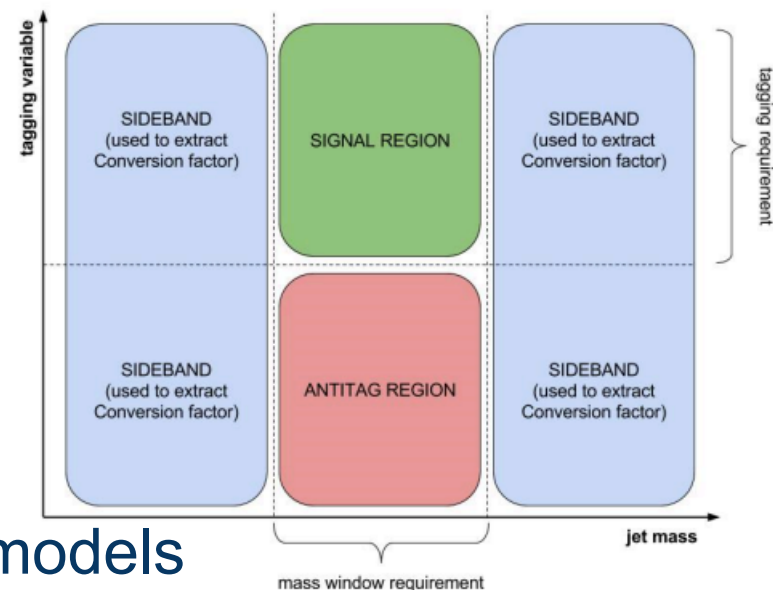 tagging variable
SIDEBAND
(used to extract
Conversion factor)
SIGNAL REGION
SIDEBAND
(used to extract
Conversion factor)
tagging requirement
SIDEBAND
(used to extract
Conversion factor)
ANTITAG REGION
SIDEBAND
(used to extract
Conversion factor)
jet mass
models
mass window requirement